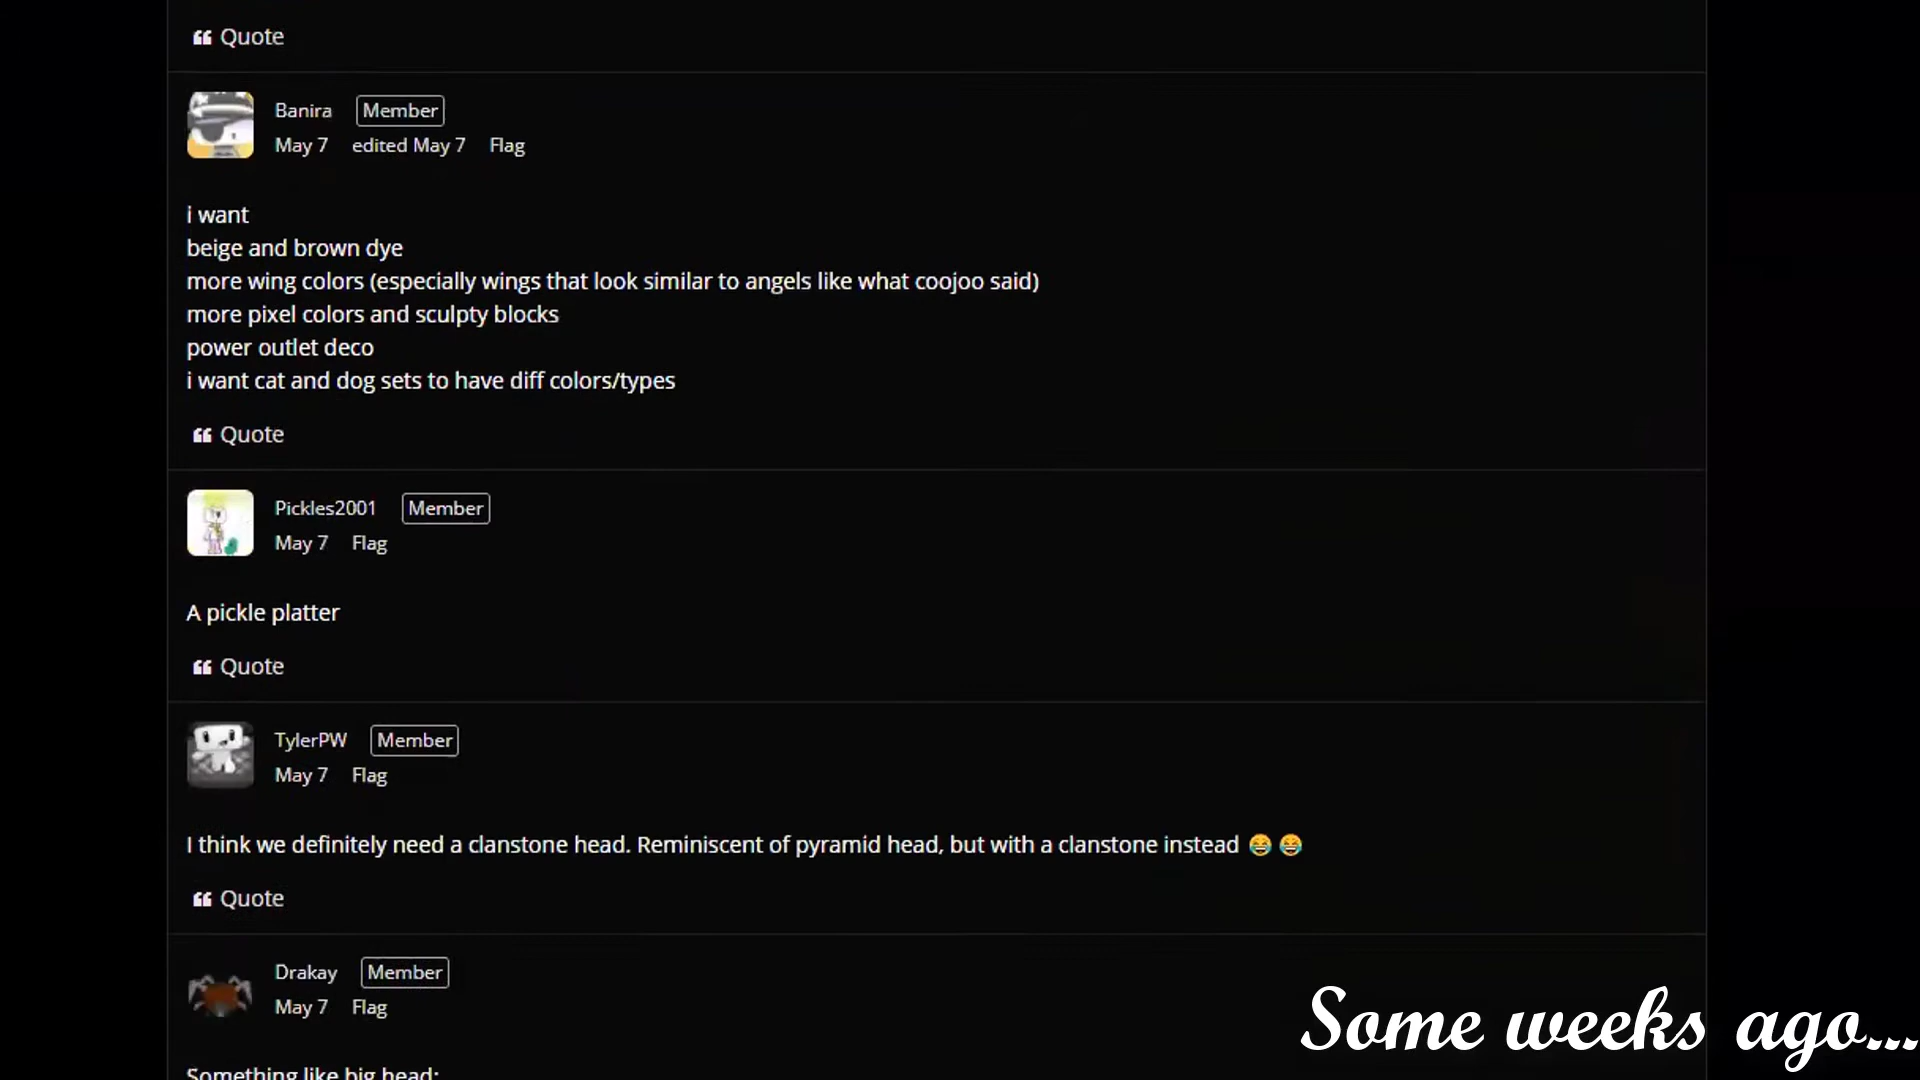 Quote
Banira Member
May 7 edited May 7 Flag
i want
beige and brown dye
more wing colors (especially wings that look similar to angels like what coojoo said)
more pixel colors and sculpty blocks
power outlet deco
i want cat and dog sets to have diff colors/types
Quote
Pickles2001 Member
May 7 Flag
A pickle platter
Quote
TylerPW Member
May 7 Flag
I think we definitely need a clanstone head. Reminiscent of pyramid head, but with a clanstone instead 😂 😂
Quote
Drakay Member
May 7 Flag
Something like big head:
Some weeks ago...